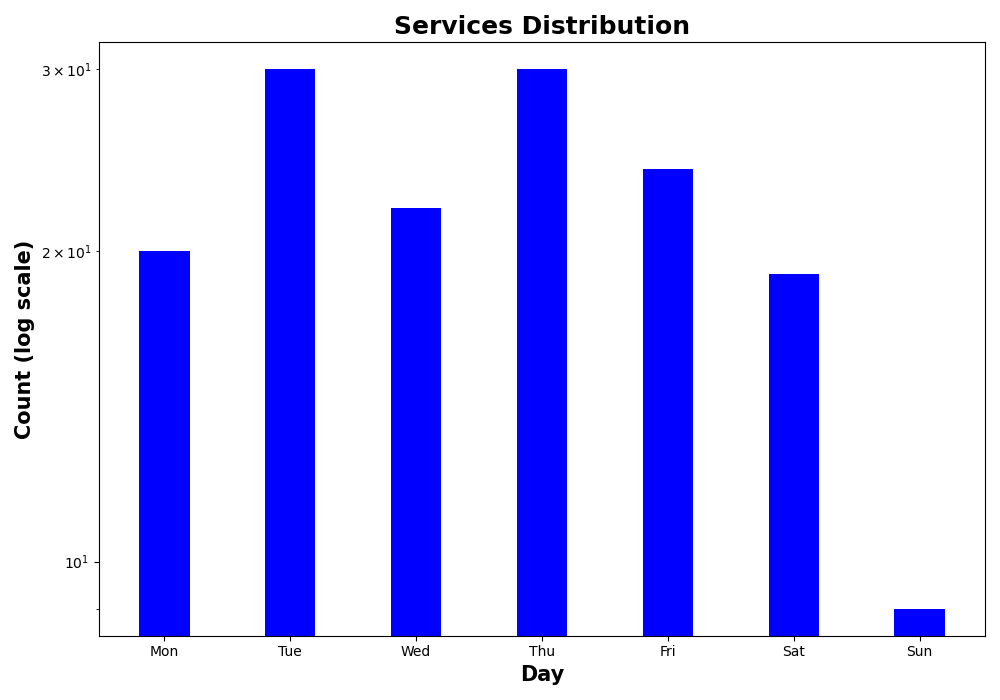 Services Distribution
Count (log scale)
3 × 10¹
2 × 10¹
10¹
Mon Tue Wed Thu Fri Sat Sun
Day